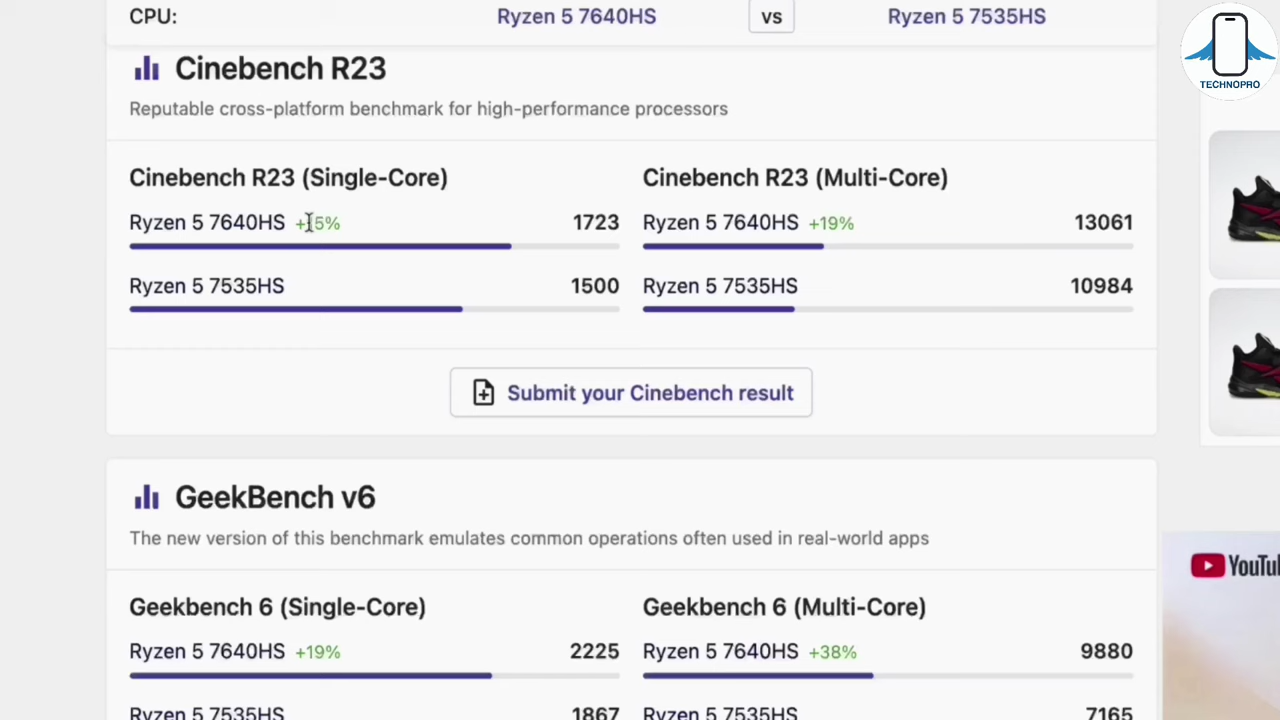 CPU: Ryzen 5 7640HS vs Ryzen 5 7535HS
TECHNOPRO
Cinebench R23
Reputable cross-platform benchmark for high-performance processors
Cinebench R23 (Single-Core)
Ryzen 5 7640HS +15% 1723
Ryzen 5 7535HS 1500
Cinebench R23 (Multi-Core)
Ryzen 5 7640HS +19% 13061
Ryzen 5 7535HS 10984
Submit your Cinebench result
GeekBench v6
The new version of this benchmark emulates common operations often used in real-world apps
Geekbench 6 (Single-Core)
Ryzen 5 7640HS +19% 2225
Ryzen 5 7535HS 1867
Geekbench 6 (Multi-Core)
Ryzen 5 7640HS +38% 9880
Ryzen 5 7535HS 7165